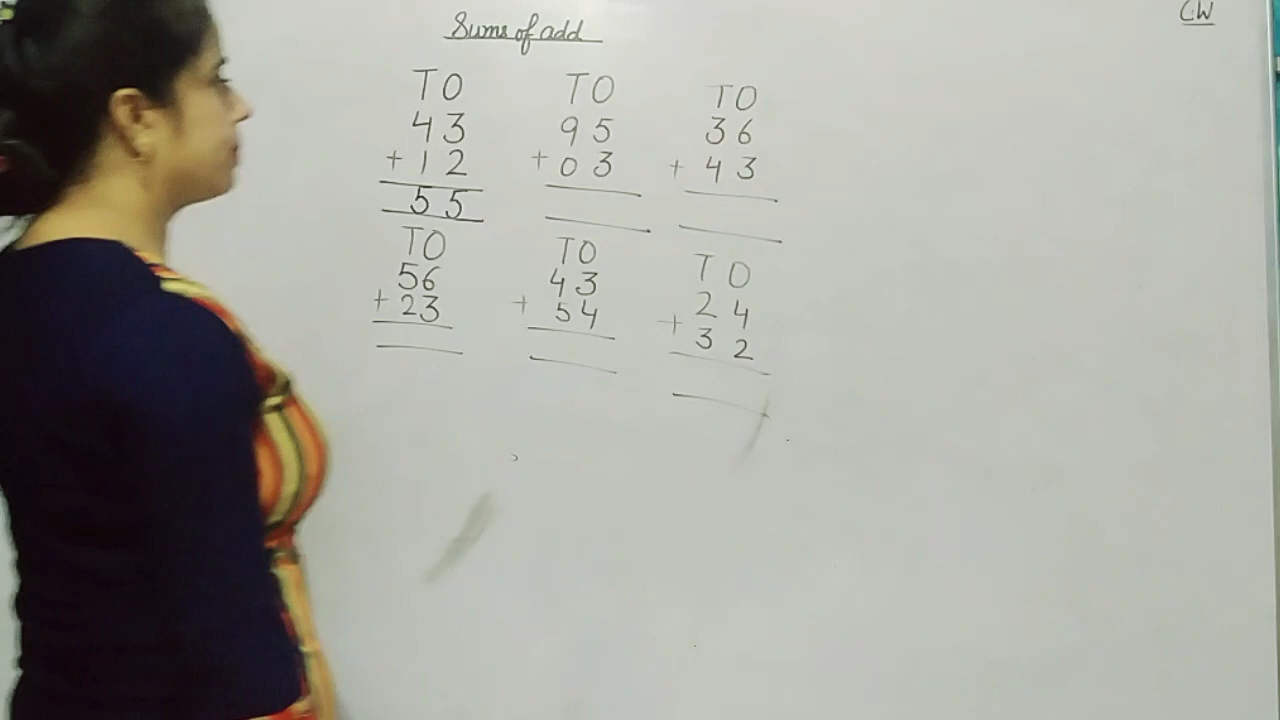 CW
Sums of add
T O T O T O
4 3 9 5 3 6
+ 1 2 + 0 3 + 4 3
5 5
T O T O T O
5 6 4 3 2 4
+ 2 3 + 5 4 + 3 2